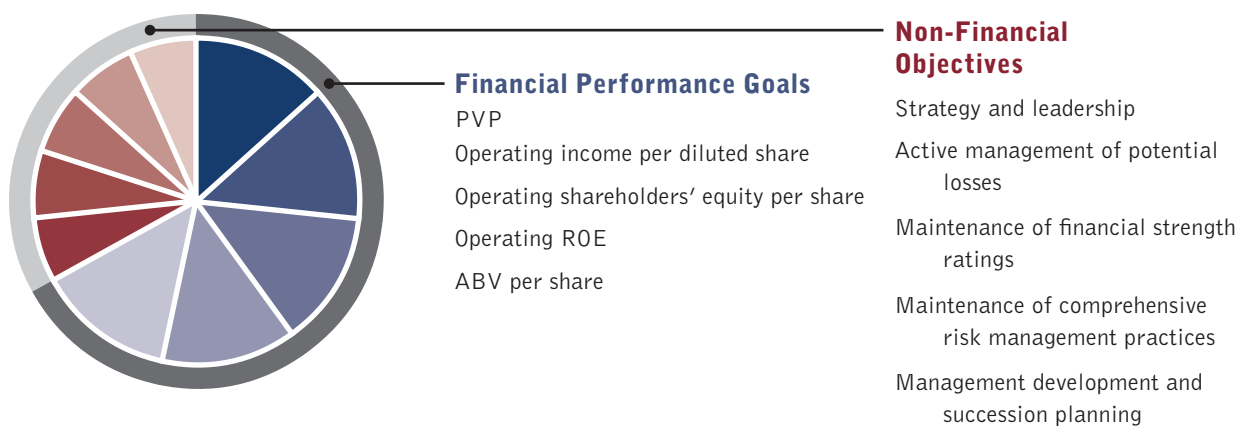 Financial Performance Goals
PVP
Operating income per diluted share
Operating shareholders’ equity per share
Operating ROE
ABV per share
Non-Financial
Objectives
Strategy and leadership
Active management of potential
losses
Maintenance of financial strength
ratings
Maintenance of comprehensive
risk management practices
Management development and
succession planning